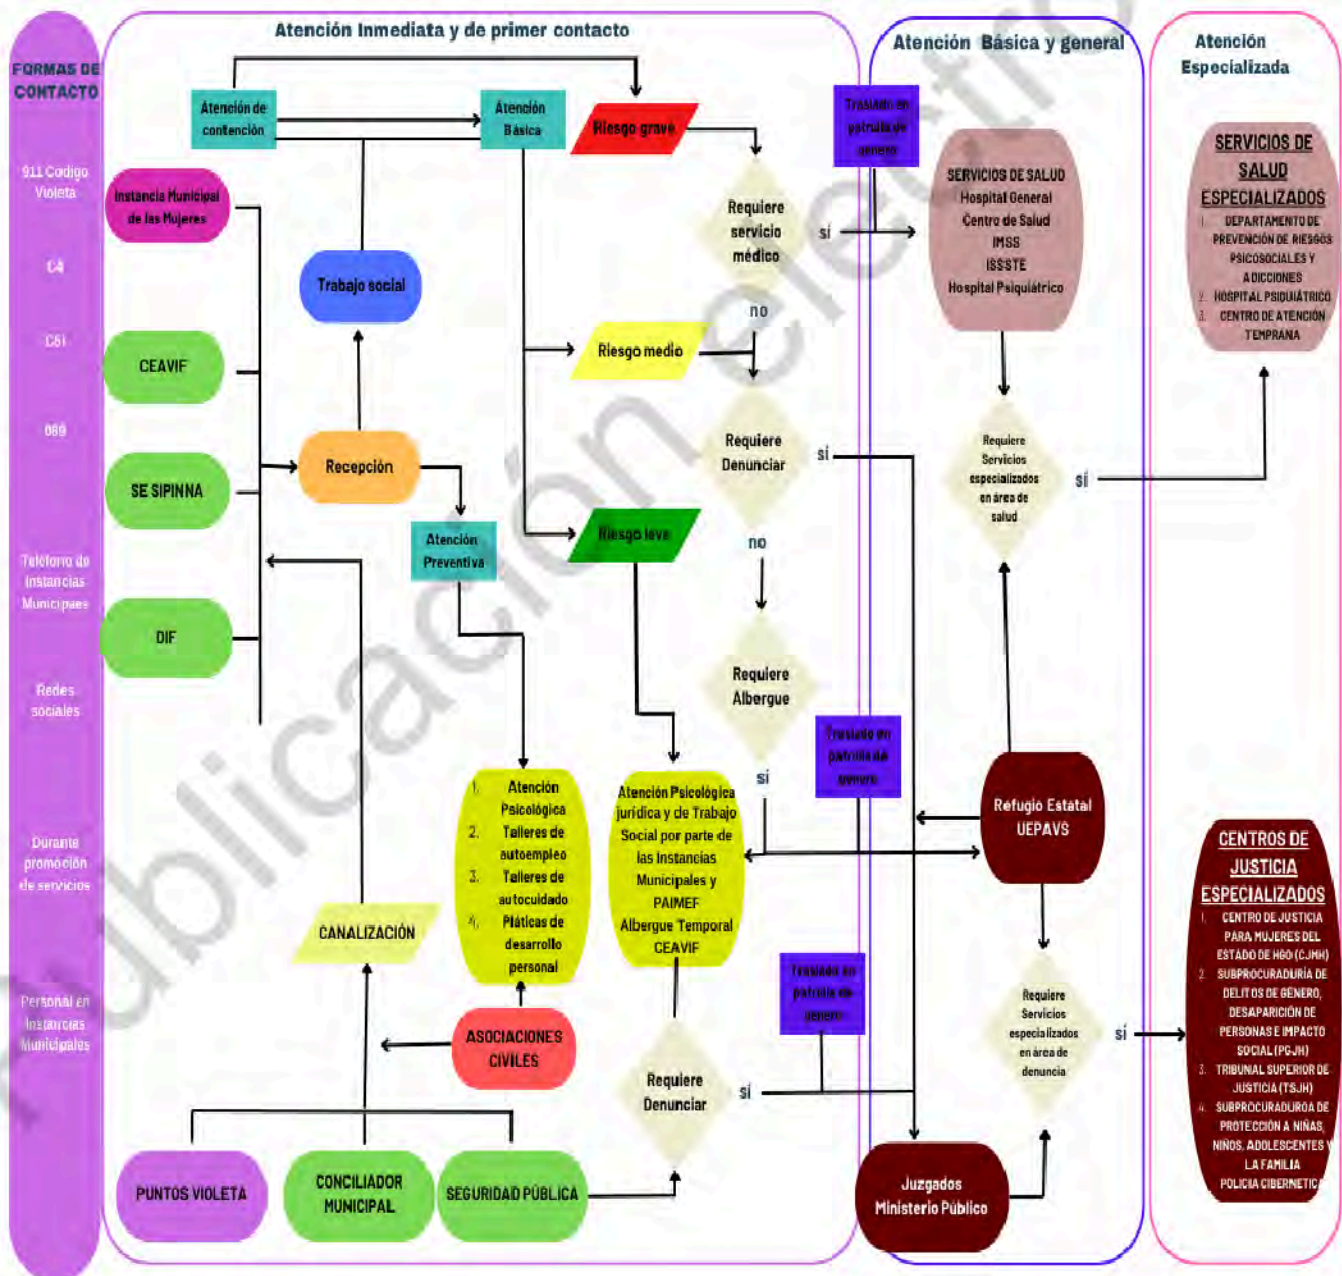 Atención Inmediata y de primer contacto
Atención Básica y general
Atención
Especializada
FORMAS DE
CONTACTO
911 Codigo
Violeta
C4
C5i
089
Teléfono de
Instancias
Municipaes
Redes
sociales
Durante
promoción
de servicios
Personal en
Instancias
Municipales
Atención de
contención
Atención
Básica
Riesgo grave
Traslado en
patrulla de
genero
Instancia Municipal
de las Mujeres
Trabajo social
Requiere
servicio
médico
sí
no
SERVICIOS DE SALUD
Hospital General
Centro de Salud
IMSS
ISSSTE
Hospital Psiquiátrico
SERVICIOS DE
SALUD
ESPECIALIZADOS
1. DEPARTAMENTO DE
PREVENCIÓN DE RIESGOS
PSICOSOCIALES Y
ADICCIONES
2. HOSPITAL PSIQUIÁTRICO
3. CENTRO DE ATENCIÓN
TEMPRANA
CEAVIF
Riesgo medio
Recepción
Requiere
Denunciar
sí
no
Requiere
Servicios
especializados
en área de
salud
sí
SE SIPINNA
Atención
Preventiva
Riesgo leve
DIF
Requiere
Albergue
sí
Traslado en
patrulla de
genero
Refugio Estatal
UEPAVS
1. Atención
Psicológica
2. Talleres de
autoempleo
3. Talleres de
autocuidado
4. Pláticas de
desarrollo
personal
Atención Psicológica
jurídica y de Trabajo
Social por parte de
las Instancias
Municipales y
PAIMEF
Albergue Temporal
CEAVIF
CANALIZACIÓN
Traslado en
patrulla de
genero
ASOCIACIONES
CIVILES
Requiere
Denunciar
sí
Requiere
Servicios
especializados
en área de
denuncia
sí
CENTROS DE
JUSTICIA
ESPECIALIZADOS
1. CENTRO DE JUSTICIA
PARA MUJERES DEL
ESTADO DE HGO (CJMH)
2. SUBPROCURADURÍA DE
DELITOS DE GÉNERO,
DESAPARICIÓN DE
PERSONAS E IMPACTO
SOCIAL (PGJH)
3. TRIBUNAL SUPERIOR DE
JUSTICIA (TSJH)
4. SUBPROCURADUROA DE
PROTECCIÓN A NIÑAS,
NIÑOS, ADOLESCENTES Y
LA FAMILIA
POLICIA CIBERNETICA
PUNTOS VIOLETA
CONCILIADOR
MUNICIPAL
SEGURIDAD PÚBLICA
Juzgados
Ministerio Público
publicación electró